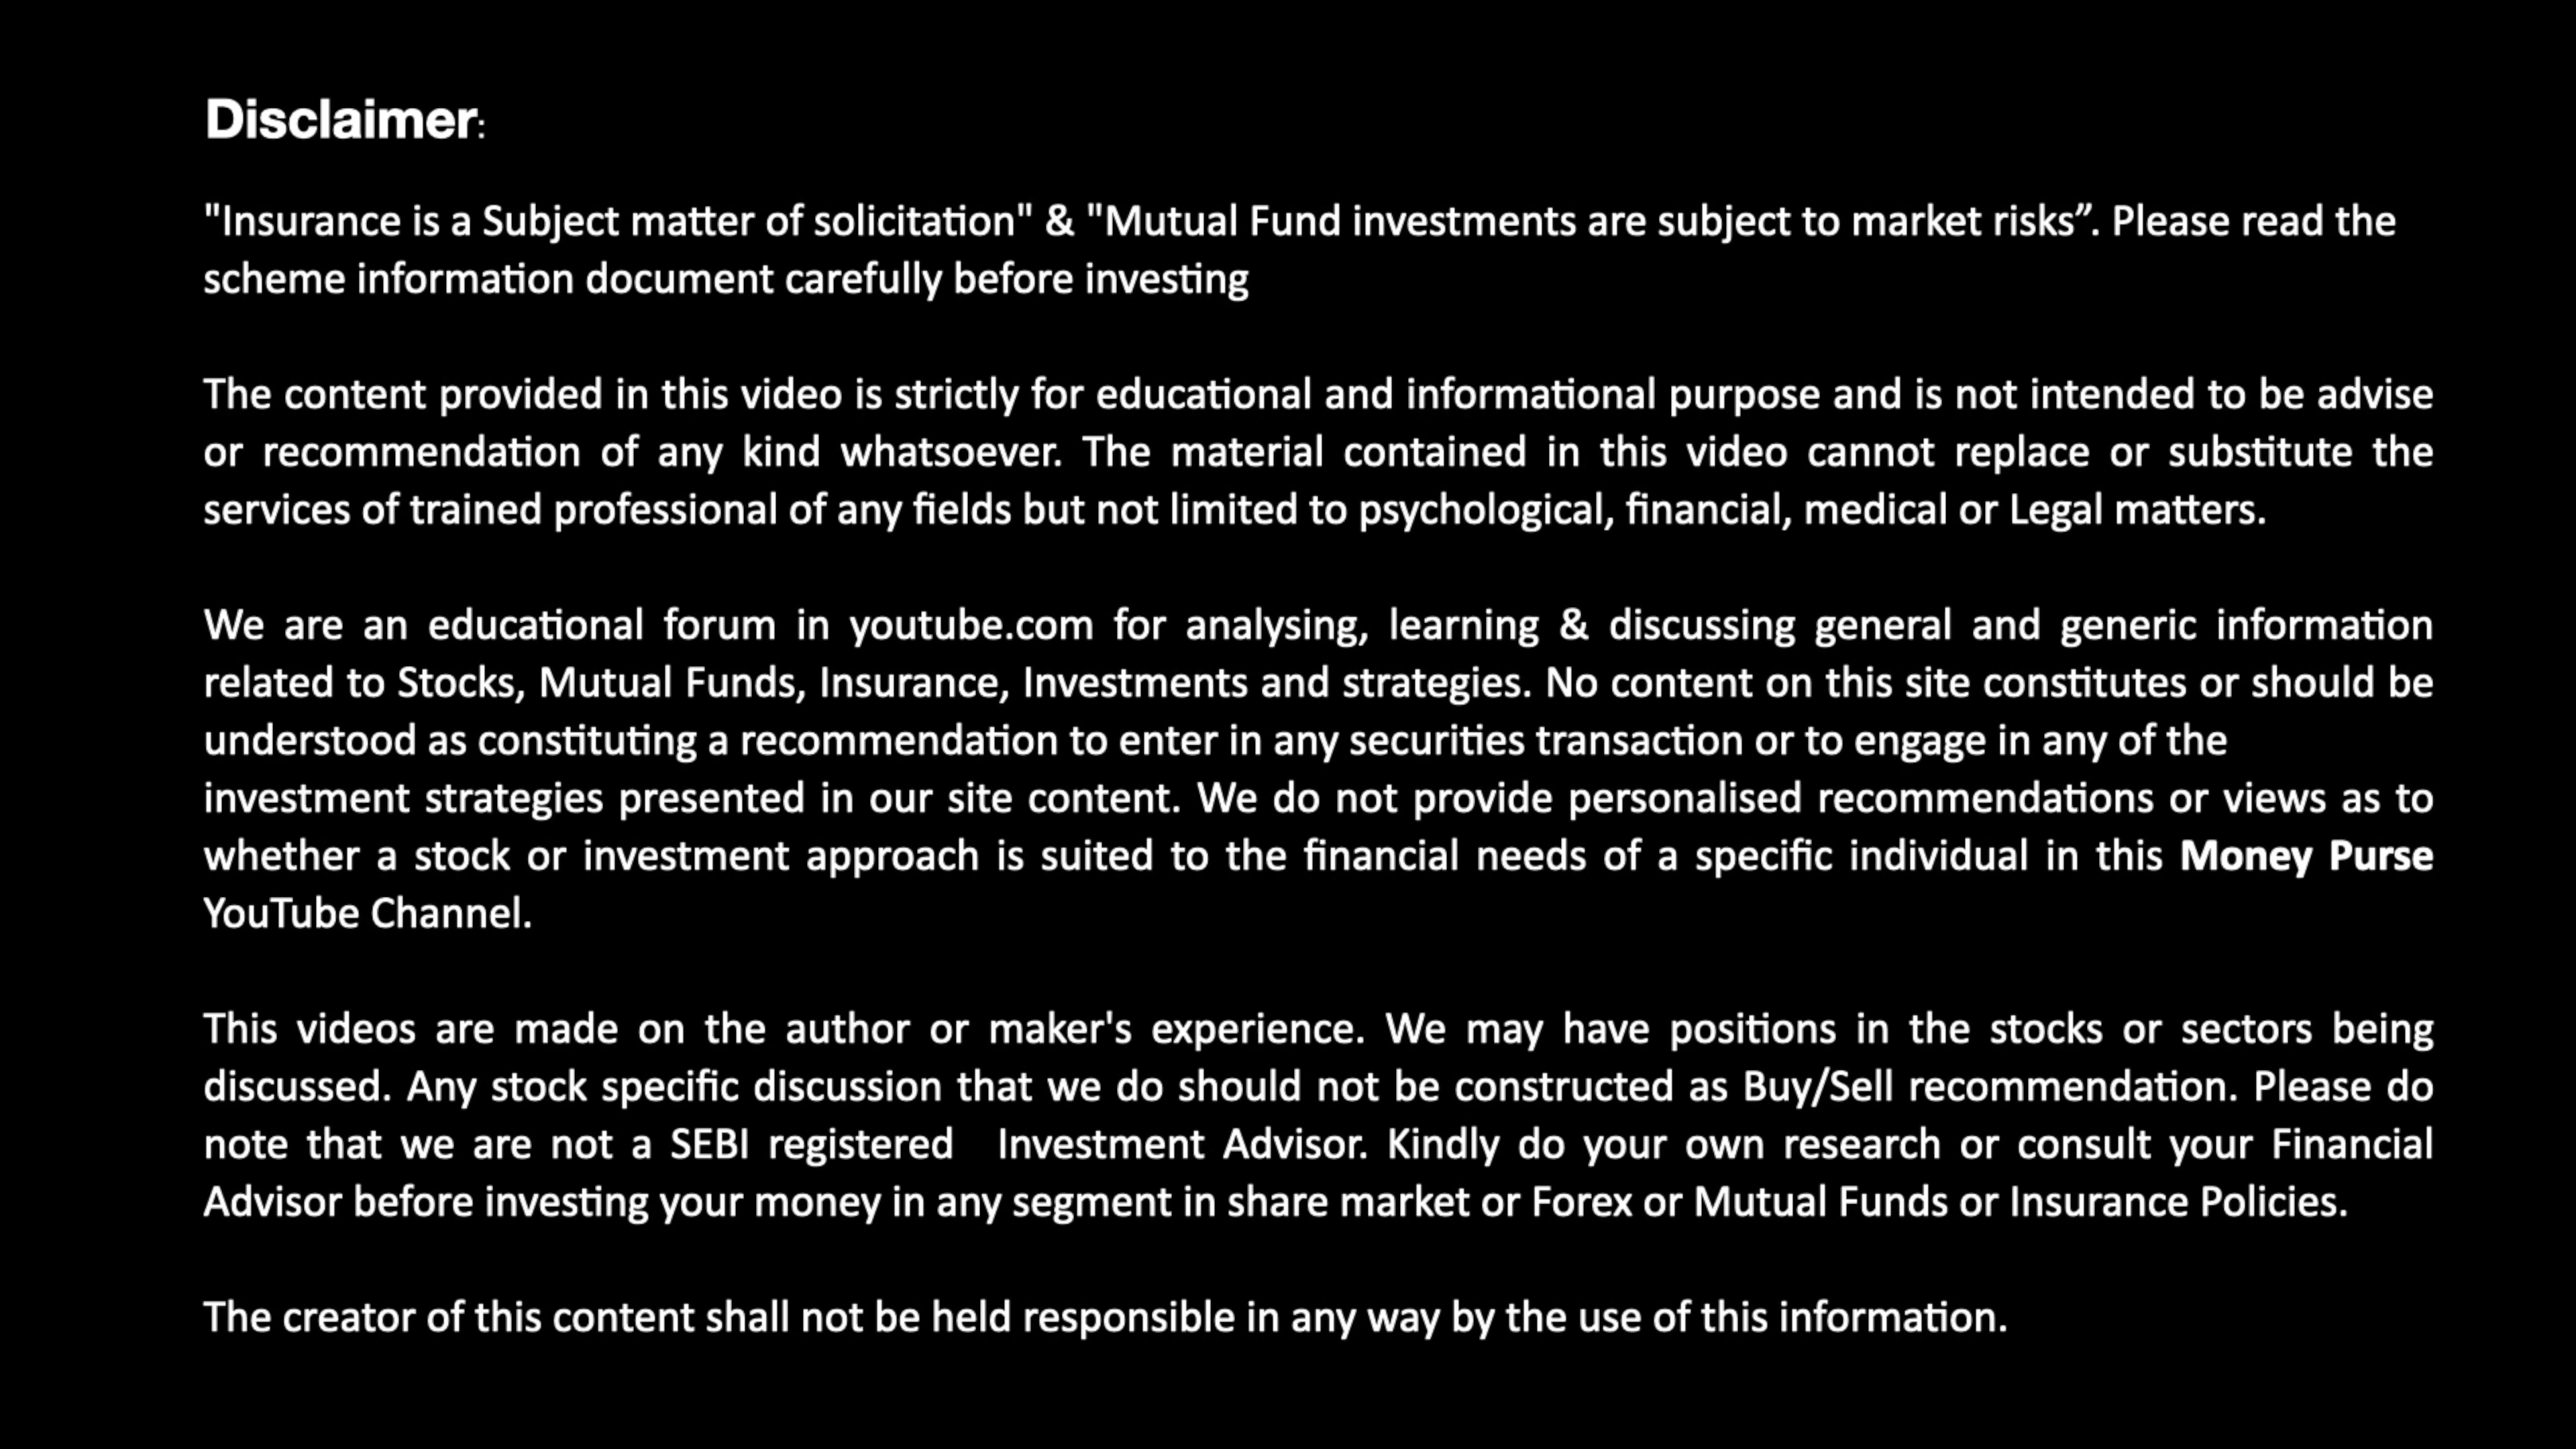 Disclaimer:
"Insurance is a Subject matter of solicitation" & "Mutual Fund investments are subject to market risks”. Please read the
scheme information document carefully before investing
The content provided in this video is strictly for educational and informational purpose and is not intended to be advise
or recommendation of any kind whatsoever. The material contained in this video cannot replace or substitute the
services of trained professional of any fields but not limited to psychological, financial, medical or Legal matters.
We are an educational forum in youtube.com for analysing, learning & discussing general and generic information
related to Stocks, Mutual Funds, Insurance, Investments and strategies. No content on this site constitutes or should be
understood as constituting a recommendation to enter in any securities transaction or to engage in any of the
investment strategies presented in our site content. We do not provide personalised recommendations or views as to
whether a stock or investment approach is suited to the financial needs of a specific individual in this Money Purse
YouTube Channel.
This videos are made on the author or maker's experience. We may have positions in the stocks or sectors being
discussed. Any stock specific discussion that we do should not be constructed as Buy/Sell recommendation. Please do
note that we are not a SEBI registered Investment Advisor. Kindly do your own research or consult your Financial
Advisor before investing your money in any segment in share market or Forex or Mutual Funds or Insurance Policies.
The creator of this content shall not be held responsible in any way by the use of this information.